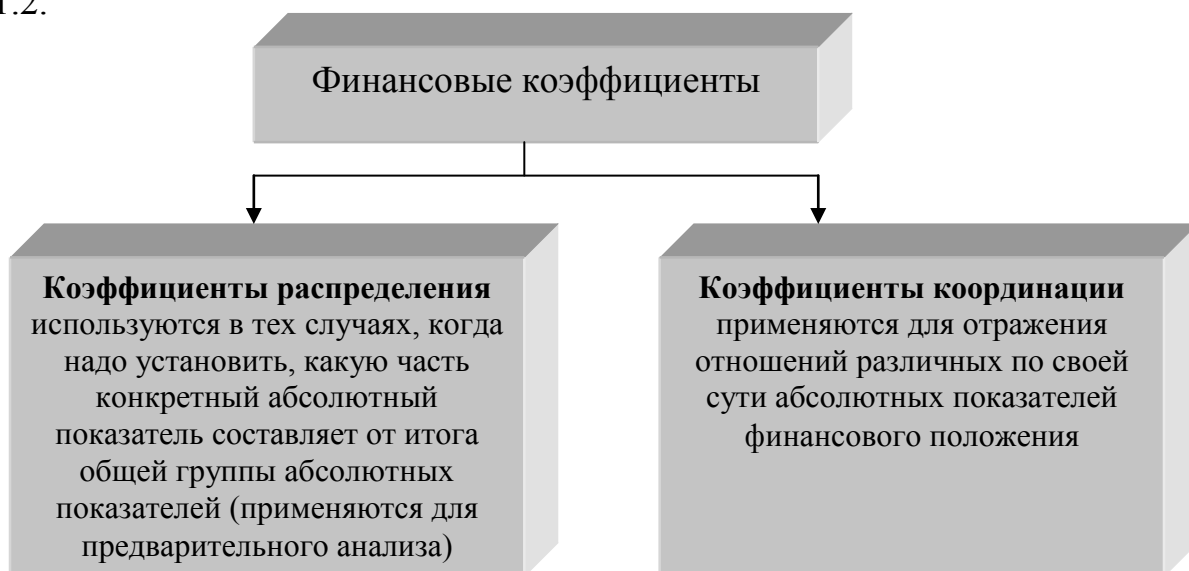 1.2.
Финансовые коэффициенты
Коэффициенты распределения
используются в тех случаях, когда
надо установить, какую часть
конкретный абсолютный
показатель составляет от итога
общей группы абсолютных
показателей (применяются для
предварительного анализа)
Коэффициенты координации
применяются для отражения
отношений различных по своей
сути абсолютных показателей
финансового положения